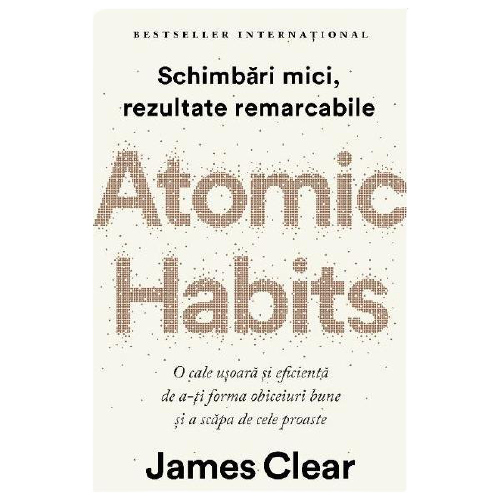 BESTSELLER INTERNAȚIONAL
Schimbări mici,
rezultate remarcabile
Atomic
Habits
O cale ușoară și eficientă
de a-ți forma obiceiuri bune
și a scăpa de cele proaste
James Clear